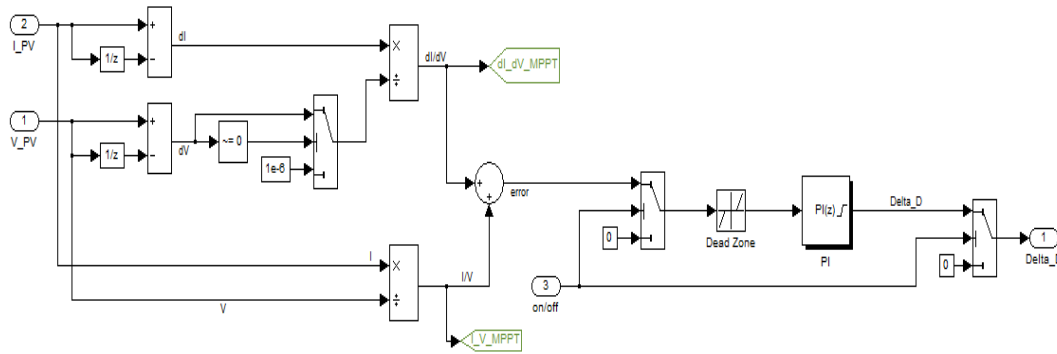 2
I_PV
1/z
+
−
dI
×
÷
dI/dV
dI_dV_MPPT
1
V_PV
1/z
+
−
dV
~= 0
1e-6
+
+
error
I
V
×
÷
I/V
I_V_MPPT
0
3
on/off
Dead Zone
PI(z)
PI
Delta_D
0
1
Delta_D